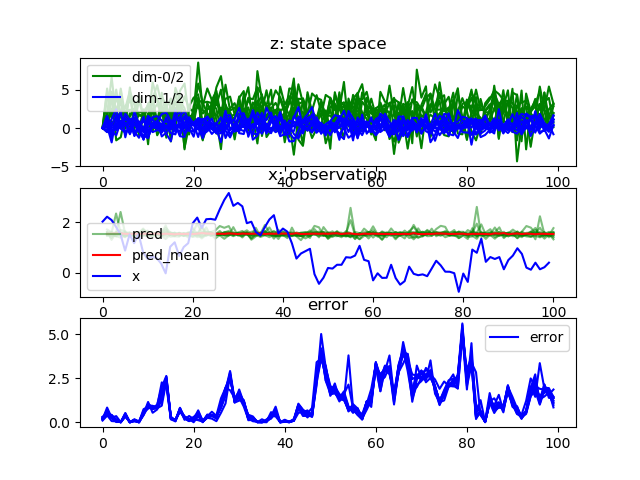 z: state space
5
0
−5
dim-0/2
dim-1/2
0 20 40 60 80 100
x: observation
2
0
pred
pred_mean
x
0 20 40 60 80 100
error
5.0
2.5
0.0
error
0 20 40 60 80 100